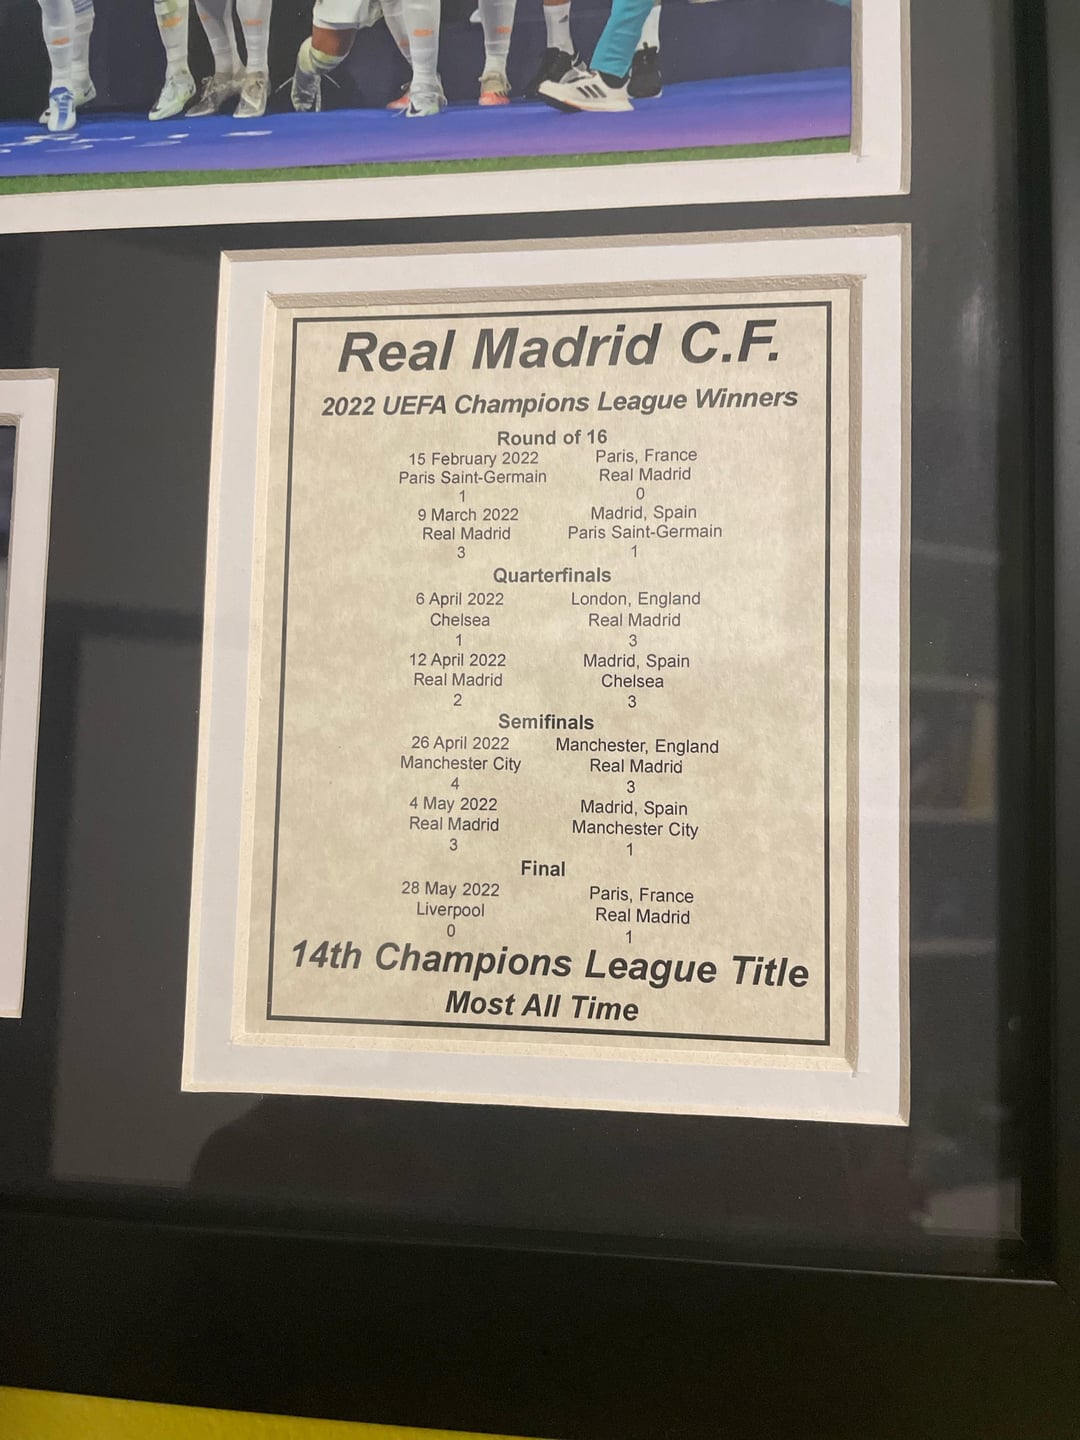 Real Madrid C.F.
2022 UEFA Champions League Winners
Round of 16
15 February 2022 Paris, France
Paris Saint-Germain Real Madrid
1 0
9 March 2022 Madrid, Spain
Real Madrid Paris Saint-Germain
3 1
Quarterfinals
6 April 2022 London, England
Chelsea Real Madrid
1 3
12 April 2022 Madrid, Spain
Real Madrid Chelsea
2 3
Semifinals
26 April 2022 Manchester, England
Manchester City Real Madrid
4 3
4 May 2022 Madrid, Spain
Real Madrid Manchester City
3 1
Final
28 May 2022 Paris, France
Liverpool Real Madrid
0 1
14th Champions League Title
Most All Time